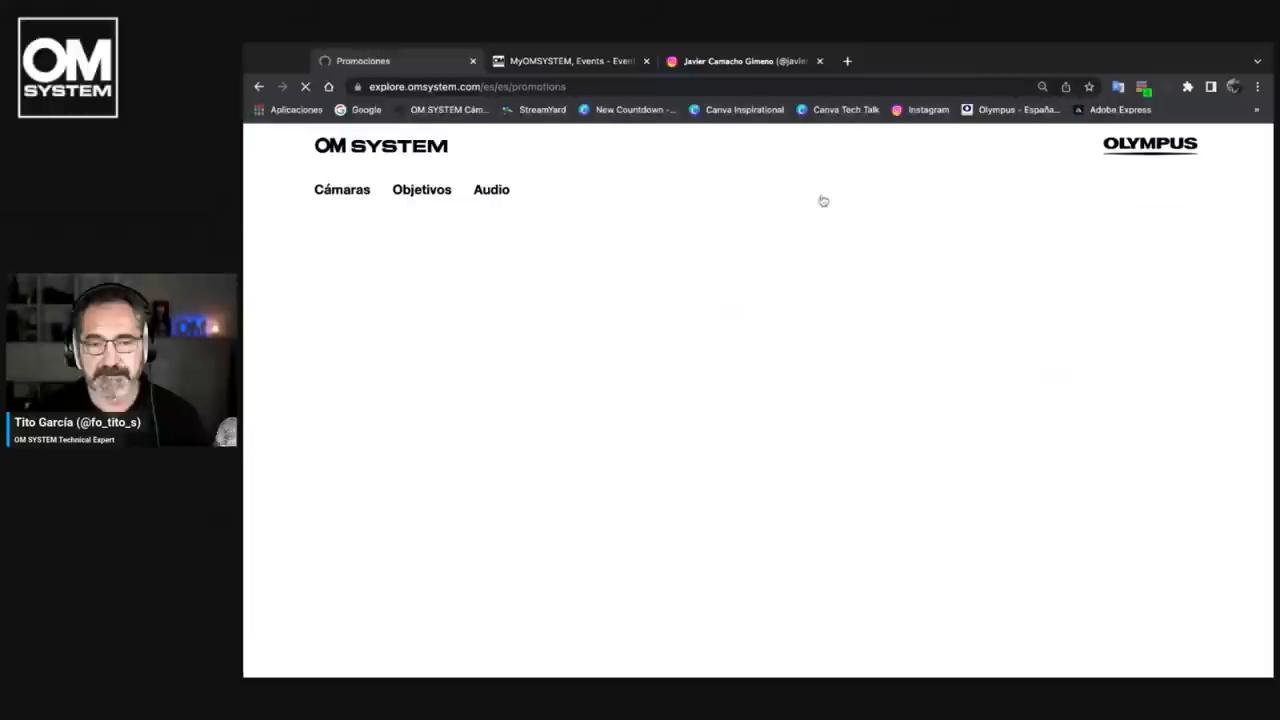 OM
SYSTEM
Promociones
MyOMSYSTEM, Events - Event
Javier Camacho Gimeno (@javie
explore.omsystem.com/es/es/promotions
Aplicaciones
Google
OM SYSTEM Cám...
StreamYard
New Countdown -...
Canva Inspirational
Canva Tech Talk
Instagram
Olympus - España...
Adobe Express
»
OM SYSTEM
OLYMPUS
Cámaras
Objetivos
Audio
OM
Tito García (@fo_tito_s)
OM SYSTEM Technical Expert